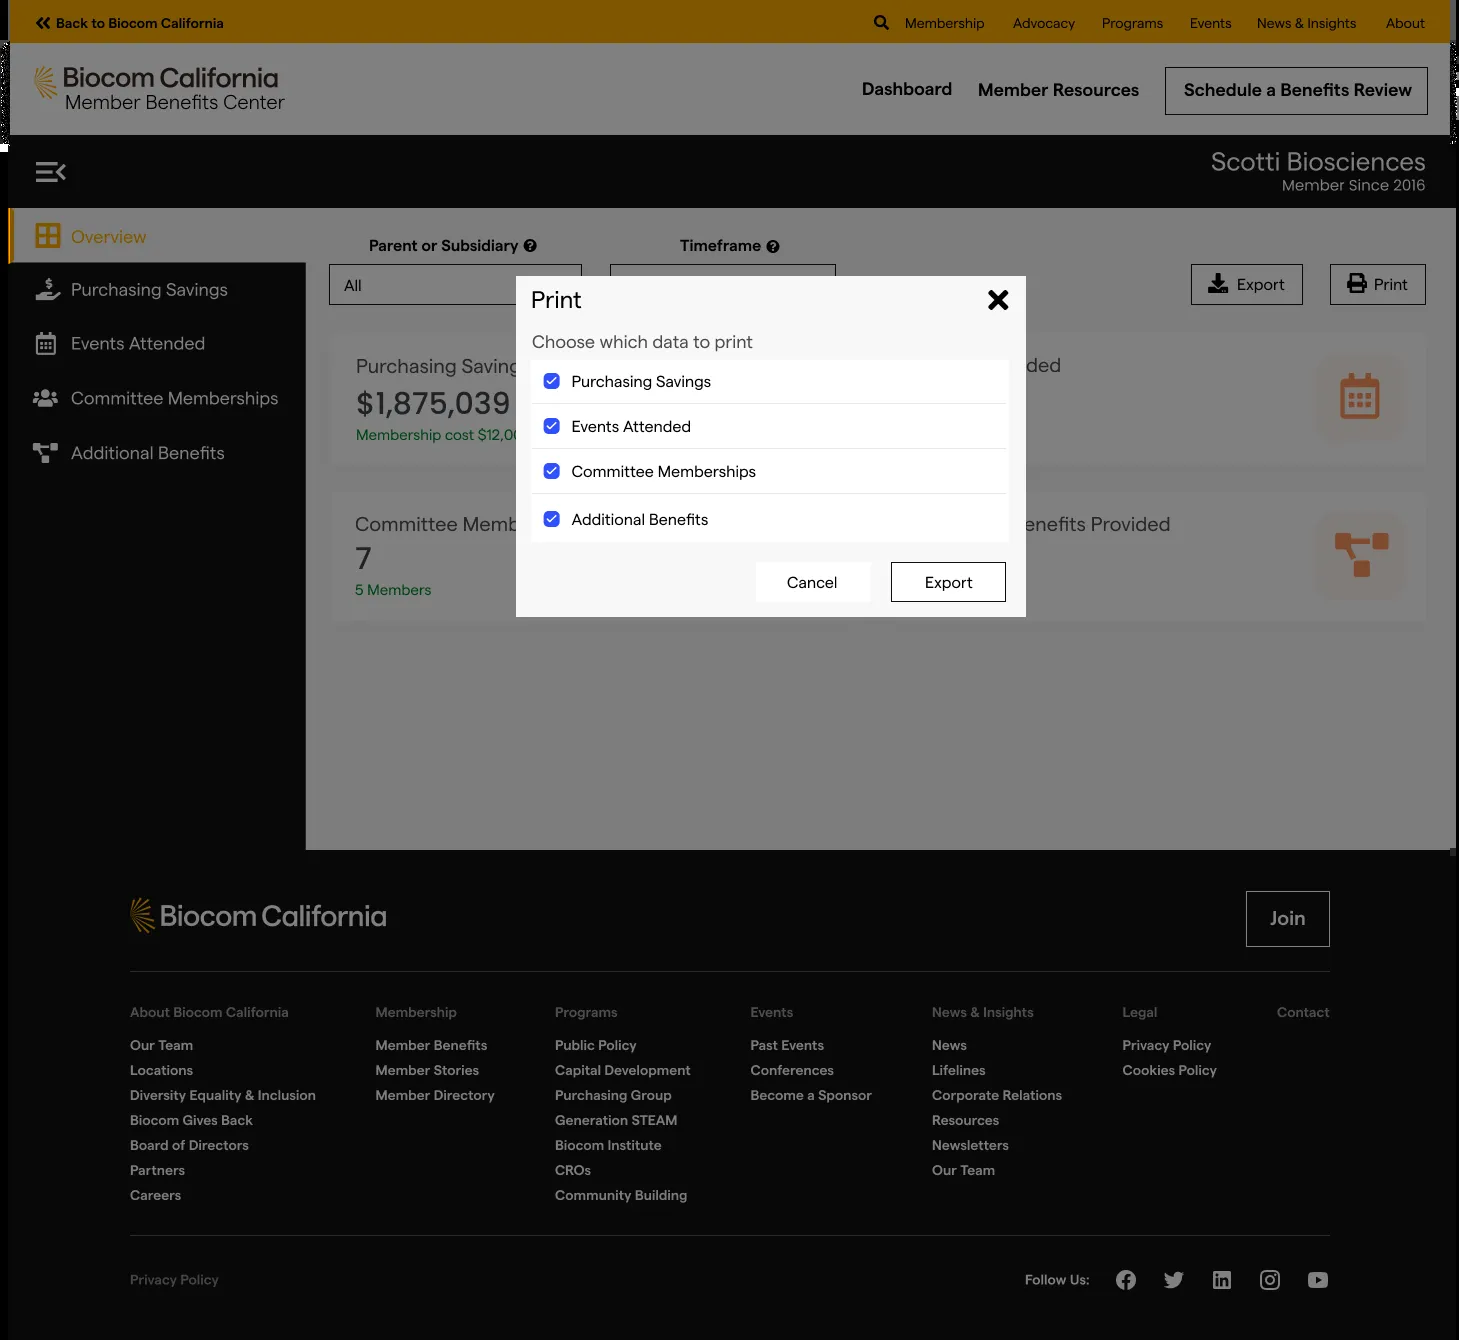 Back to Biocom California
Membership Advocacy Programs Events News & Insights About
Biocom California
Member Benefits Center
Dashboard Member Resources Schedule a Benefits Review
Scotti Biosciences
Member Since 2016
Overview
Purchasing Savings
Events Attended
Committee Memberships
Additional Benefits
Parent or Subsidiary Timeframe
All
Export Print
Purchasing
$1,875,039
Membership cost
Committee
7
5 Members
Provided
Print
Choose which data to print
Purchasing Savings
Events Attended
Committee Memberships
Additional Benefits
Cancel Export
Biocom California
Join
About Biocom California
Our Team
Locations
Diversity Equality & Inclusion
Biocom Gives Back
Board of Directors
Partners
Careers
Membership
Member Benefits
Member Stories
Member Directory
Programs
Public Policy
Capital Development
Purchasing Group
Generation STEAM
Biocom Institute
CROs
Community Building
Events
Past Events
Conferences
Become a Sponsor
News & Insights
News
Lifelines
Corporate Relations
Resources
Newsletters
Our Team
Legal
Privacy Policy
Cookies Policy
Contact
Privacy Policy
Follow Us: